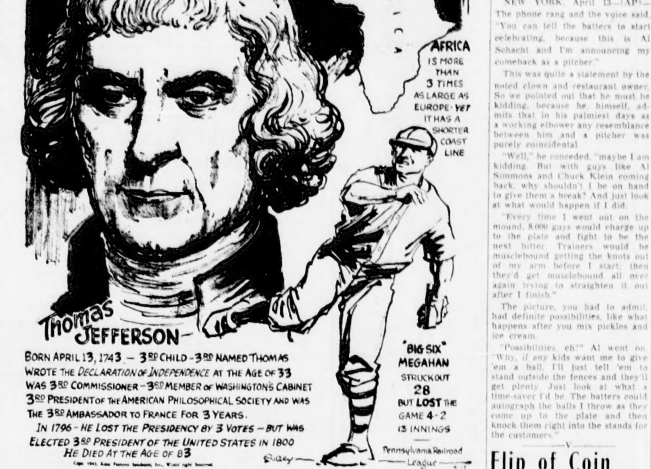 ICA
AFRICA
IS MORE
THAN
3 TIMES
AS LARGE AS
EUROPE-YET
IT HAS A
SHORTER
COAST
LINE
Thomas
JEFFERSON-
BORN APRIL 13, 1743 - 3RD CHILD - 3RD NAMED THOMAS
WROTE THE DECLARATION OF INDEPENDENCE AT THE AGE OF 33
WAS 3RD COMMISSIONER - 3RD MEMBER OF WASHINGTON'S CABINET
3RD PRESIDENT OF THE AMERICAN PHILOSOPHICAL SOCIETY AND WAS
THE 3RD AMBASSADOR TO FRANCE FOR 3 YEARS.
IN 1796 - HE LOST THE PRESIDENCY BY 3 VOTES - BUT WAS
ELECTED 3RD PRESIDENT OF THE UNITED STATES IN 1800
HE DIED AT THE AGE OF 83
"BIG SIX"
MEGAHAN
STRUCK OUT
28
BUT LOST THE
GAME 4-2
13 INNINGS
Pennsylvania Railroad
League
Ripley
NEW YORK, April 13—(AP)—
The phone rang and the voice said,
"You can tell the batters to start
celebrating, because this is Al
Schacht and I'm announcing my
comeback as a pitcher."
This was quite a statement by the
noted clown and restaurant owner.
So we pointed out that he must be
kidding, because he, himself, ad-
mits that in his palmiest days as
a working elbower any resemblance
between him and a pitcher was
purely coincidental.
"Well," he conceded, "maybe I am
kidding. But with guys like Al
Simmons and Chuck Klein coming
back, why shouldn't I be on hand
to give them a break? And just look
at what would happen if I did.
"Every time I went out on the
mound, 8,000 guys would charge up
to the plate and fight to be the
next hitter. Trainers would be
musclebound getting the knots out
of my arm before I start; then
they'd get musclebound all over
again trying to straighten it out
after I finish."
The picture, you had to admit,
had definite possibilities, like what
happens after you mix pickles and
ice cream.
"Possibilities, eh?" Al went on.
"Why, if any kids want me to give
'em a ball, I'll just tell 'em to
stand outside the fences and they'll
get plenty. Just look at what a
time-saver I'd be. The batters could
autograph the balls I throw as they
come up to the plate and then
knock them right into the stands for
the customers."
V
Flip of Coin